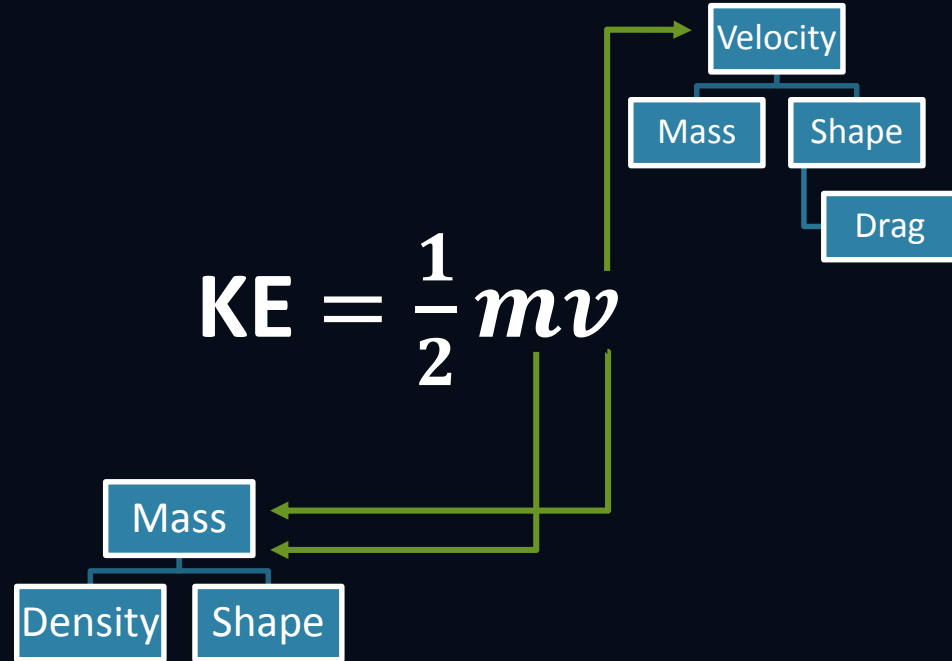 Velocity
Mass Shape
Drag
KE = 1/2 mv
Mass
Density Shape